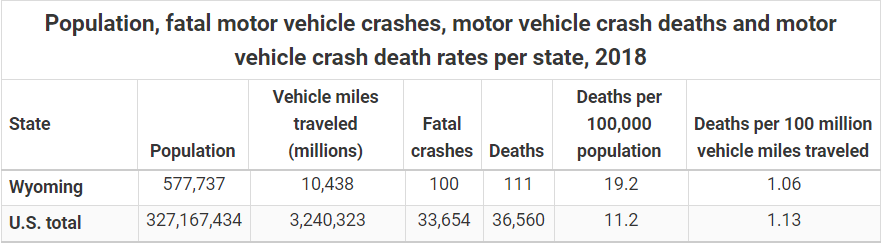 Population, fatal motor vehicle crashes, motor vehicle crash deaths and motor
vehicle crash death rates per state, 2018
State
Population
Vehicle miles
traveled
(millions)
Fatal
crashes
Deaths
Deaths per
100,000
population
Deaths per 100 million
vehicle miles traveled
Wyoming 577,737 10,438 100 111 19.2 1.06
U.S. total 327,167,434 3,240,323 33,654 36,560 11.2 1.13